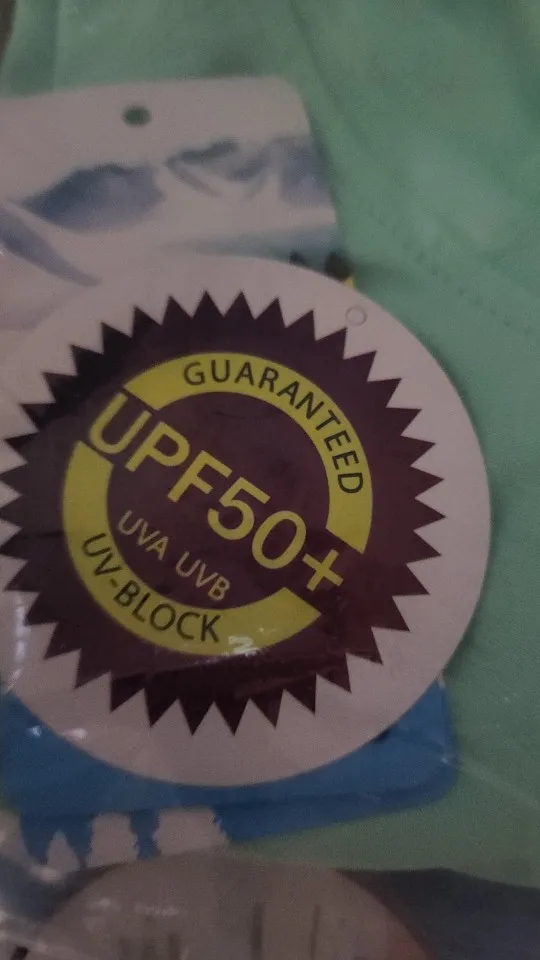 GUARANTEED
UPF50+
UVA UVB
UV-BLOCK